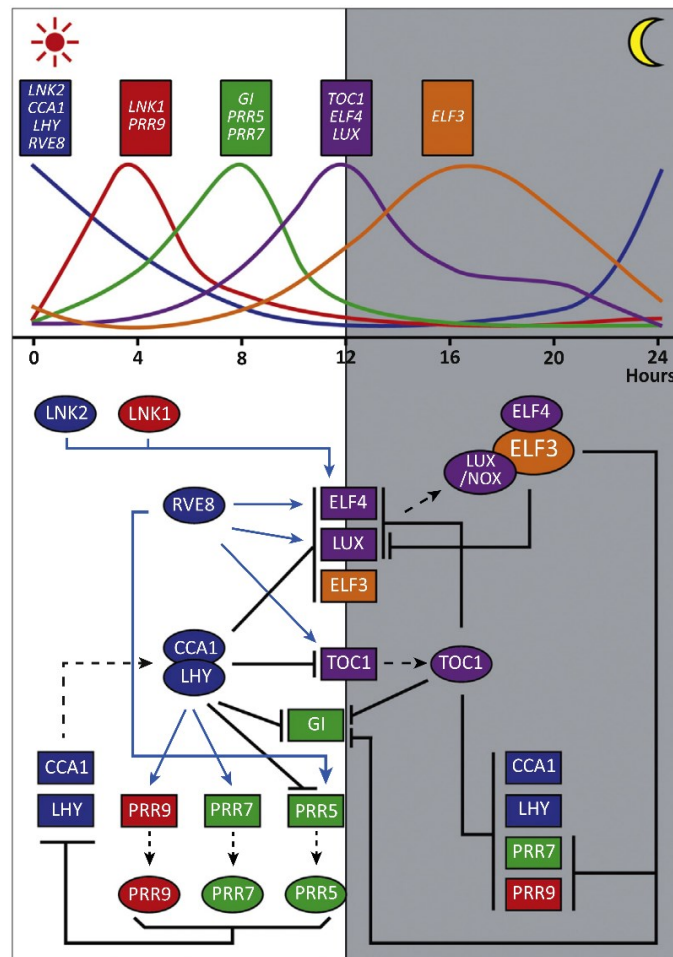 LNK2
CCA1
LHY
RVE8
LNK1
PRR9
GI
PRR5
PRR7
TOC1
ELF4
LUX
ELF3
0 4 8 12 16 20 24
Hours
LNK2 LNK1
ELF4
ELF3
LUX
/NOX
RVE8
ELF4
LUX
ELF3
CCA1
LHY
TOC1
TOC1
GI
CCA1
LHY
PRR9 PRR7 PRR5
PRR9 PRR7 PRR5
CCA1
LHY
PRR7
PRR9